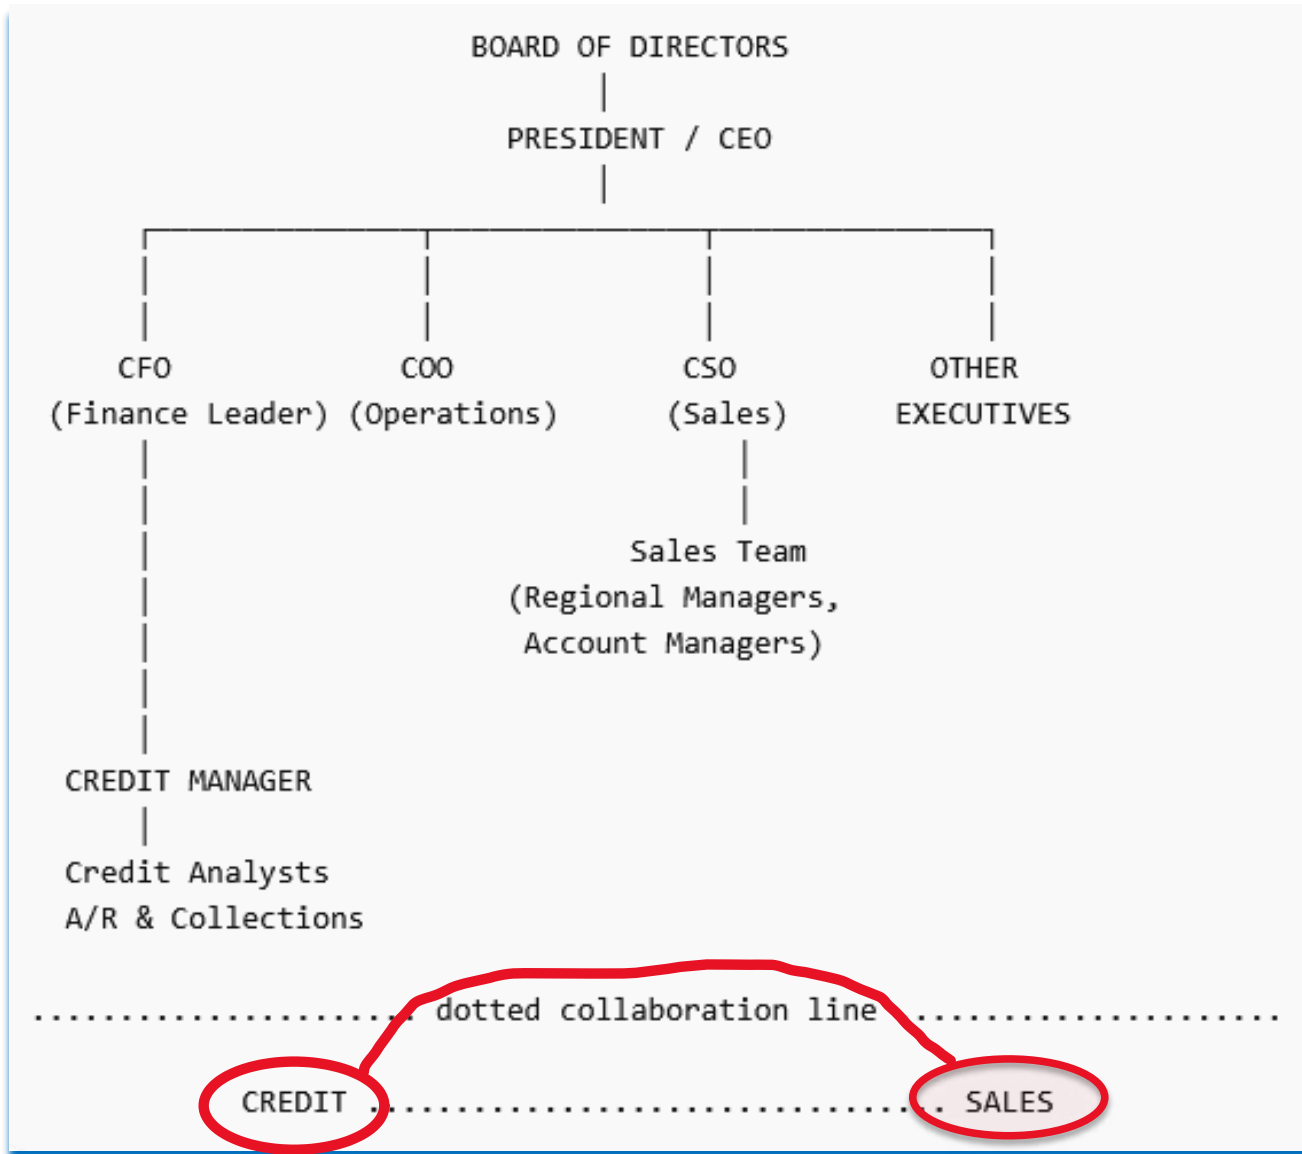 BOARD OF DIRECTORS
PRESIDENT / CEO
CFO COO CSO OTHER
(Finance Leader) (Operations) (Sales) EXECUTIVES
Sales Team
(Regional Managers,
Account Managers)
CREDIT MANAGER
Credit Analysts
A/R & Collections
...................... dotted collaboration line .....................
CREDIT ................................. SALES